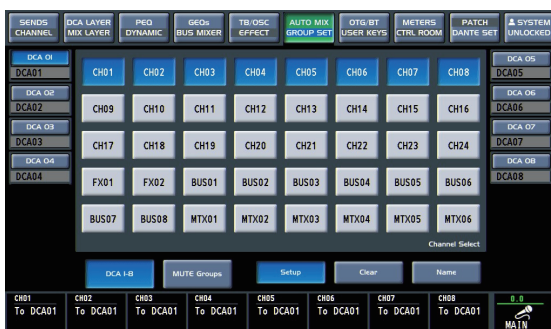 SENDS DCA LAYER PEQ GEQs TB/OSC AUTO MIX OTG/BT METERS PATCH SYSTEM
CHANNEL MIX LAYER DYNAMIC BUS MIXER EFFECT GROUP SET USER KEYS CTRL ROOM DANTE SET UNLOCKED
DCA 01 DCA 05
DCA01 CH01 CH02 CH03 CH04 CH05 CH06 CH07 CH08 DCA05
DCA 02 DCA 06
DCA02 CH09 CH10 CH11 CH12 CH13 CH14 CH15 CH16 DCA06
DCA 03 DCA 07
DCA03 CH17 CH18 CH19 CH20 CH21 CH22 CH23 CH24 DCA07
DCA 04 DCA 08
DCA04 FX01 FX02 BUS01 BUS02 BUS03 BUS04 BUS05 BUS06 DCA08
BUS07 BUS08 MTX01 MTX02 MTX03 MTX04 MTX05 MTX06
Channel Select
DCA 1-8 MUTE Groups Setup Clear Name
CH01 CH02 CH03 CH04 CH05 CH06 CH07 CH08 0.0
To DCA01 To DCA01 To DCA01 To DCA01 To DCA01 To DCA01 To DCA01 To DCA01
MAIN